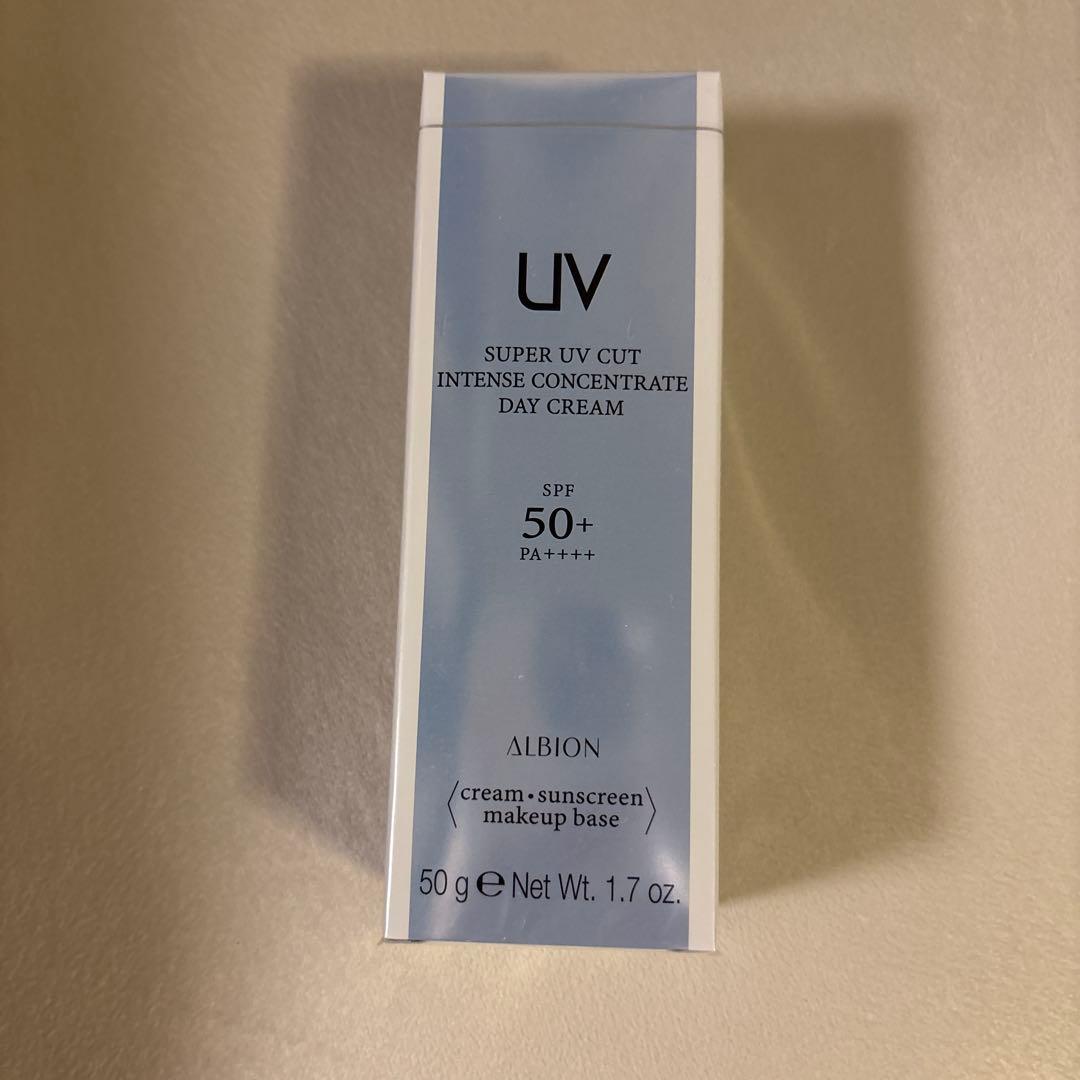 UV
SUPER UV CUT
INTENSE CONCENTRATE
DAY CREAM
SPF
50+
PA++++
ALBION
〈cream・sunscreen
makeup base〉
50 g ℮ Net Wt. 1.7 oz.